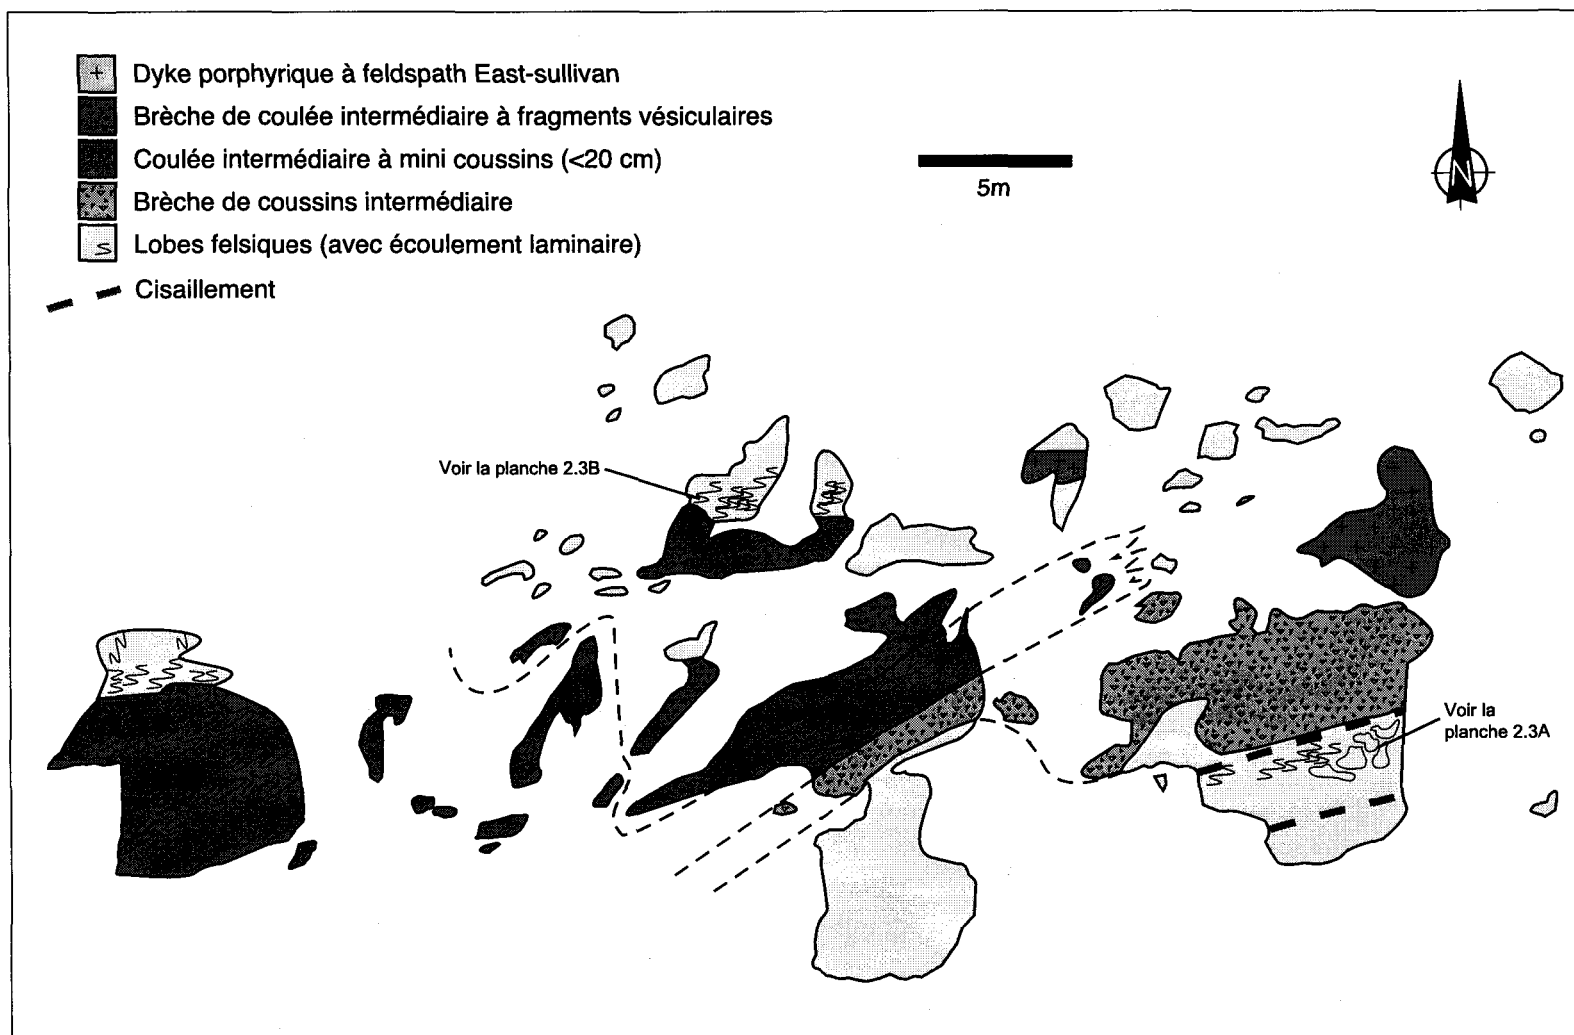 Dyke porphyrique à feldspath East-sullivan
Brèche de coulée intermédiaire à fragments vésiculaires
Coulée intermédiaire à mini coussins (<20 cm)
Brèche de coussins intermédiaire
Lobes felsiques (avec écoulement laminaire)
Cisaillement
5m
N
Voir la planche 2.3B
Voir la
planche 2.3A